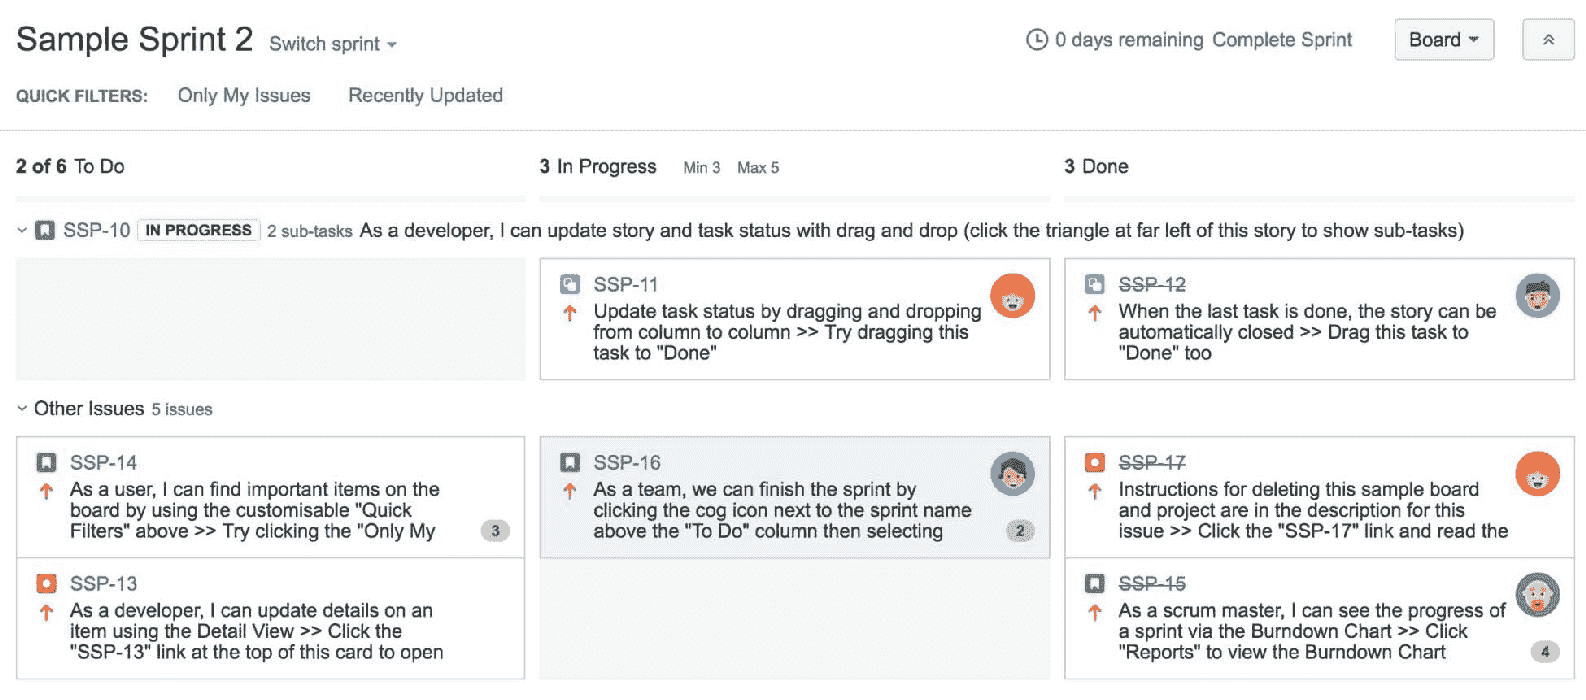 Sample Sprint 2 Switch sprint
0 days remaining Complete Sprint Board
QUICK FILTERS: Only My Issues Recently Updated
2 of 6 To Do
3 In Progress Min 3 Max 5
3 Done
SSP-10 IN PROGRESS 2 sub-tasks As a developer, I can update story and task status with drag and drop (click the triangle at far left of this story to show sub-tasks)
SSP-11
Update task status by dragging and dropping
from column to column >> Try dragging this
task to "Done"
SSP-12
When the last task is done, the story can be
automatically closed >> Drag this task to
"Done" too
Other Issues 5 issues
SSP-14
As a user, I can find important items on the
board by using the customisable "Quick
Filters" above >> Try clicking the "Only My
3
SSP-13
As a developer, I can update details on an
item using the Detail View >> Click the
"SSP-13" link at the top of this card to open
SSP-16
As a team, we can finish the sprint by
clicking the cog icon next to the sprint name
above the "To Do" column then selecting
2
SSP-17
Instructions for deleting this sample board
and project are in the description for this
issue >> Click the "SSP-17" link and read the
SSP-15
As a scrum master, I can see the progress of
a sprint via the Burndown Chart >> Click
"Reports" to view the Burndown Chart
4